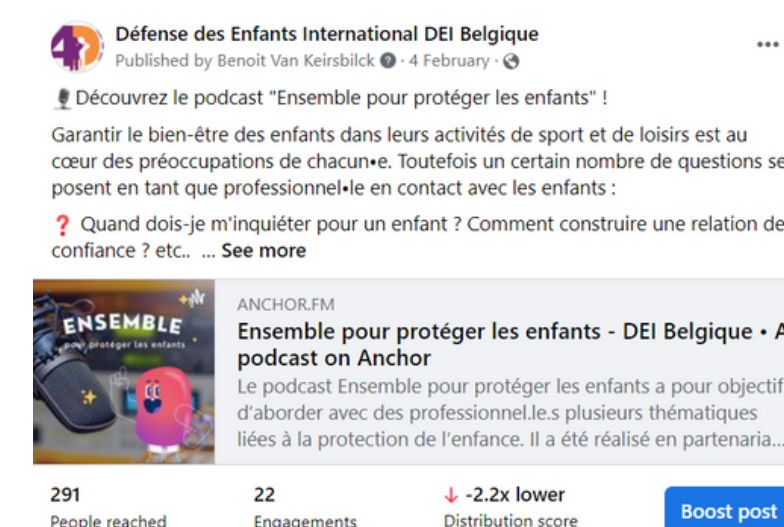 Défense des Enfants International DEI Belgique
Published by Benoit Van Keirsbilck · 4 February ·
Découvrez le podcast "Ensemble pour protéger les enfants" !
Garantir le bien-être des enfants dans leurs activités de sport et de loisirs est au
cœur des préoccupations de chacun•e. Toutefois un certain nombre de questions se
posent en tant que professionnel•le en contact avec les enfants :
❓ Quand dois-je m'inquiéter pour un enfant ? Comment construire une relation de
confiance ? etc.. ... See more
ENSEMBLE
pour protéger les enfants
ANCHOR.FM
Ensemble pour protéger les enfants - DEI Belgique • A
podcast on Anchor
Le podcast Ensemble pour protéger les enfants a pour objectif
d'aborder avec des professionnel.le.s plusieurs thématiques
liées à la protection de l'enfance. Il a été réalisé en partenaria...
291
People reached
22
Engagements
-2.2x lower
Distribution score
Boost post